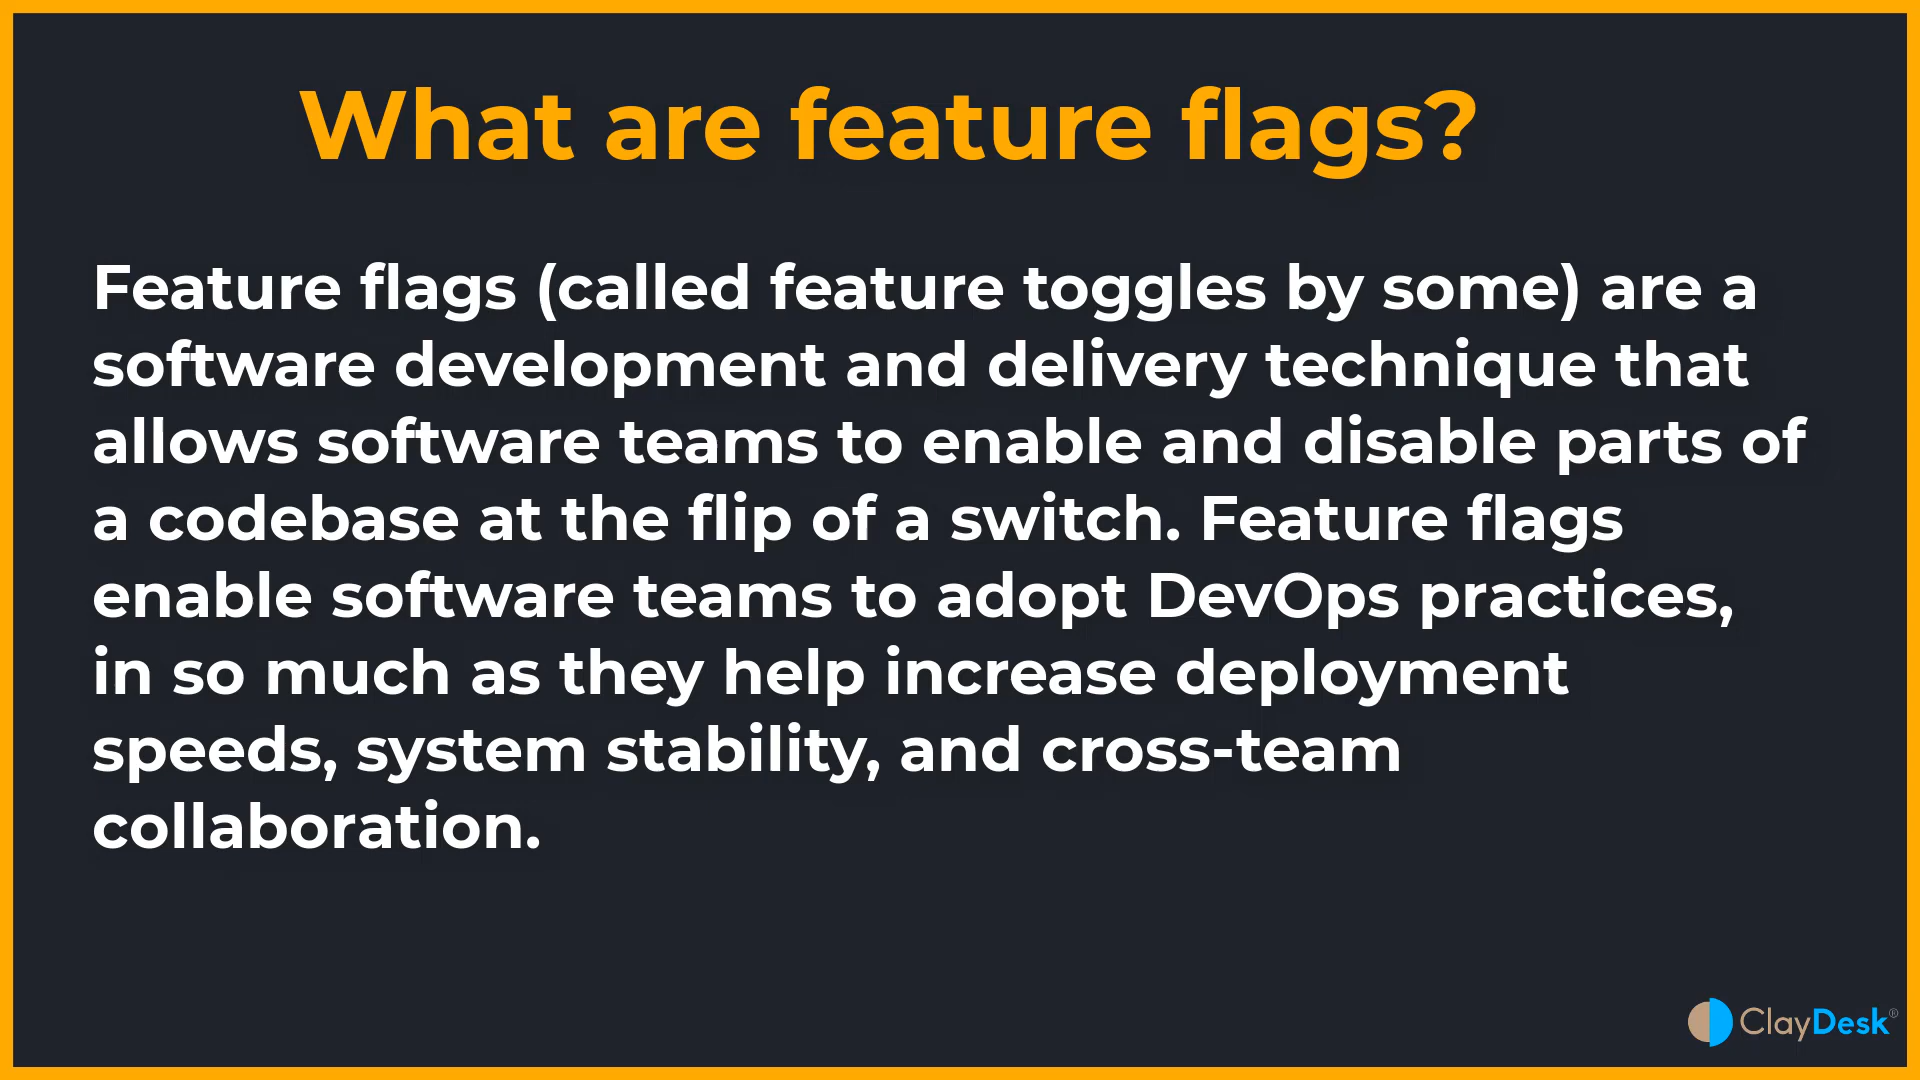 What are feature flags?
Feature flags (called feature toggles by some) are a
software development and delivery technique that
allows software teams to enable and disable parts of
a codebase at the flip of a switch. Feature flags
enable software teams to adopt DevOps practices,
in so much as they help increase deployment
speeds, system stability, and cross-team
collaboration.
ClayDesk®